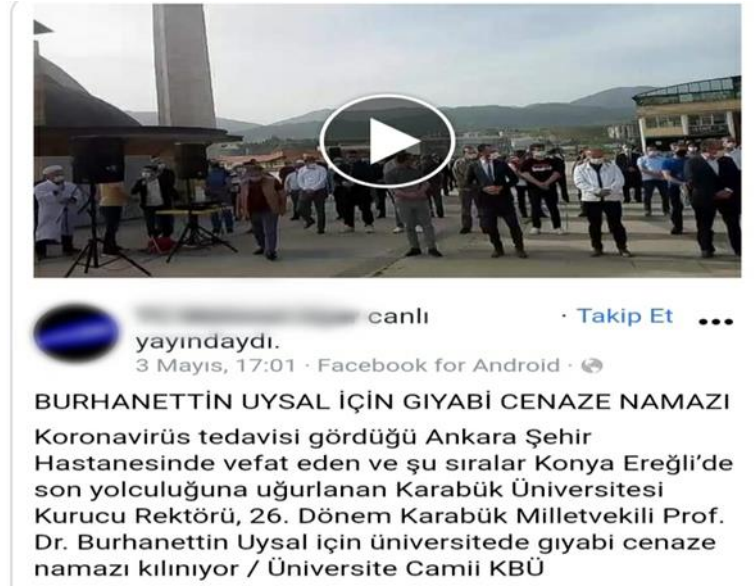 canlı · Takip Et
yayındaydı.
3 Mayıs, 17:01 · Facebook for Android ·
BURHANETTİN UYSAL İÇİN GIYABİ CENAZE NAMAZI
Koronavirüs tedavisi gördüğü Ankara Şehir
Hastanesinde vefat eden ve şu sıralar Konya Ereğli'de
son yolculuğuna uğurlanan Karabük Üniversitesi
Kurucu Rektörü, 26. Dönem Karabük Milletvekili Prof.
Dr. Burhanettin Uysal için üniversitede gıyabi cenaze
namazı kılınıyor / Üniversite Camii KBÜ